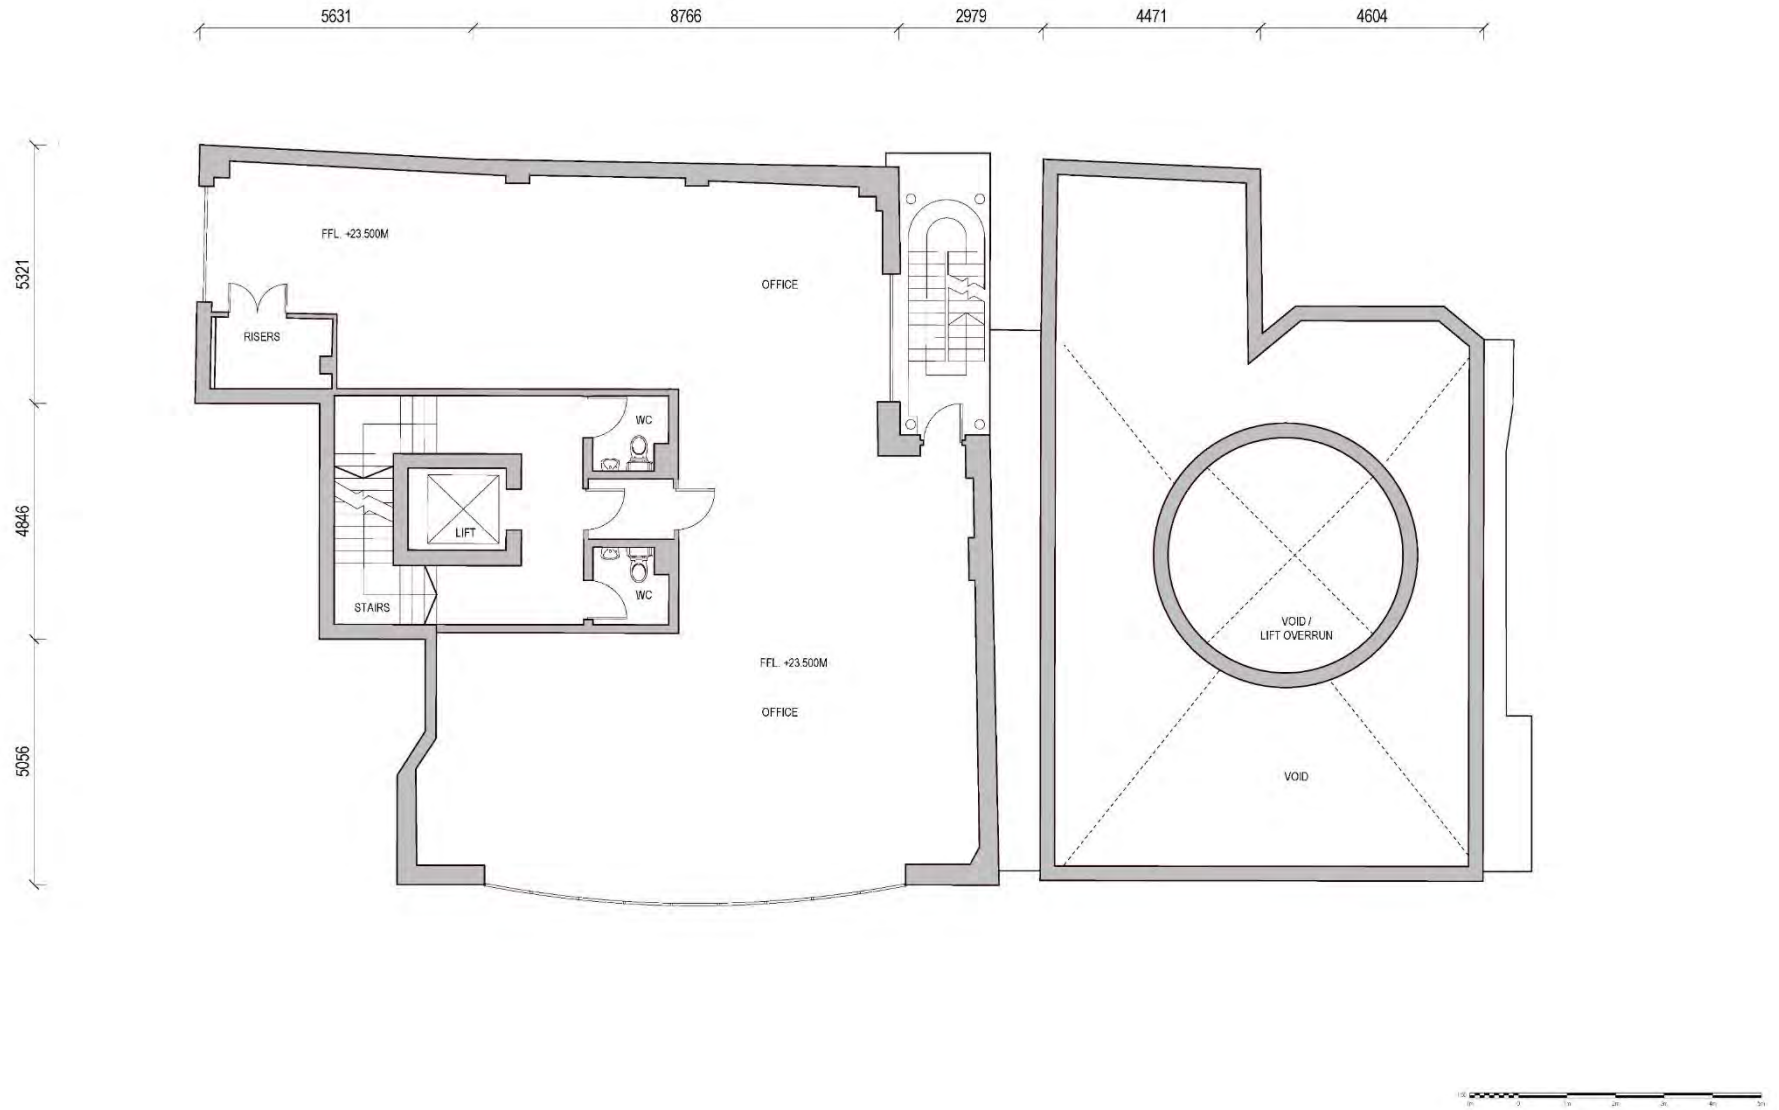 5631
8766
2979
4471
4604
5321
4846
5056
FFL. +23.500M
OFFICE
RISERS
WC
LIFT
STAIRS
WC
VOID /
LIFT OVERRUN
FFL. +23.500M
OFFICE
VOID